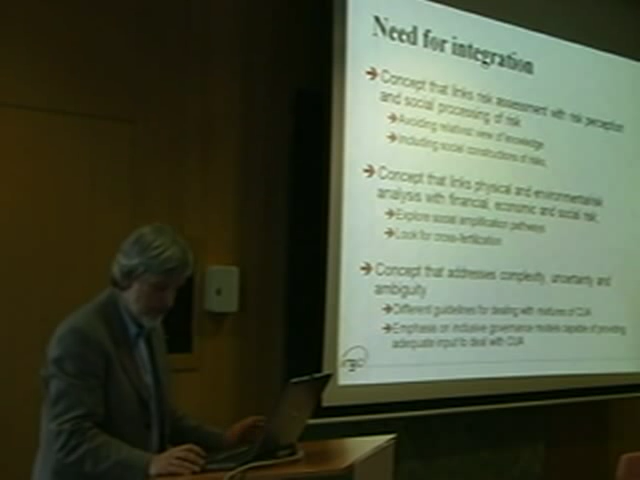 Need for integration
Concept that links risk assessment with risk perception
and social processing of risk
Avoiding relativist view of knowledge
Including social constructions of risks,
Concept that links physical and environmental risk
analysis with financial, economic and social risk,
Explore social amplification pathways
Look for cross-fertilization
Concept that addresses complexity, uncertainty and
ambiguity
Different guidelines for dealing with mixtures of CUA
Emphasis on inclusive governance models capable of providing
adequate input to deal with CUA